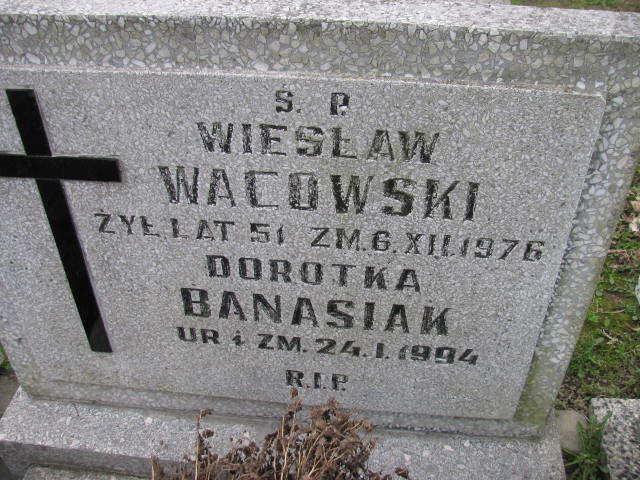 Ś. P.
WIESŁAW
WACOWSKI
ŻYŁ LAT 51 ZM. 6.XII.1976
DOROTKA
BANASIAK
UR i ZM. 24.I.1994
R.I.P.